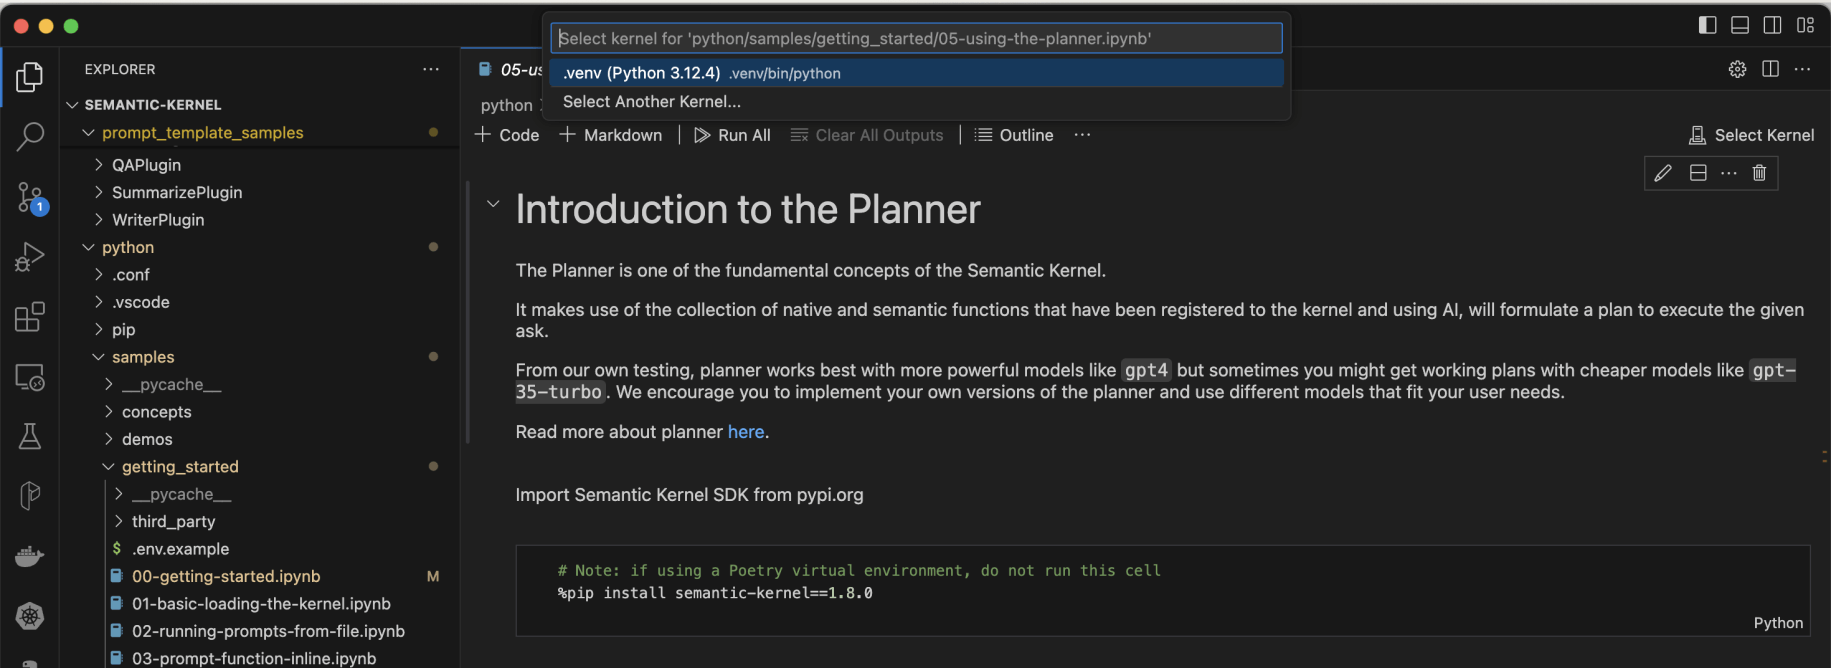 Select kernel for 'python/samples/getting_started/05-using-the-planner.ipynb'
.venv (Python 3.12.4) .venv/bin/python
Select Another Kernel...
EXPLORER
SEMANTIC-KERNEL
prompt_template_samples
QAPlugin
SummarizePlugin
WriterPlugin
python
.conf
.vscode
pip
samples
__pycache__
concepts
demos
getting_started
__pycache__
third_party
$ .env.example
00-getting-started.ipynb M
01-basic-loading-the-kernel.ipynb
02-running-prompts-from-file.ipynb
03-prompt-function-inline.ipynb
1
05-us
python
Code Markdown Run All Clear All Outputs Outline ...
Select Kernel
Introduction to the Planner
The Planner is one of the fundamental concepts of the Semantic Kernel.
It makes use of the collection of native and semantic functions that have been registered to the kernel and using AI, will formulate a plan to execute the given
ask.
From our own testing, planner works best with more powerful models like gpt4 but sometimes you might get working plans with cheaper models like gpt-
35-turbo . We encourage you to implement your own versions of the planner and use different models that fit your user needs.
Read more about planner here.
Import Semantic Kernel SDK from pypi.org
# Note: if using a Poetry virtual environment, do not run this cell
%pip install semantic-kernel==1.8.0
Python